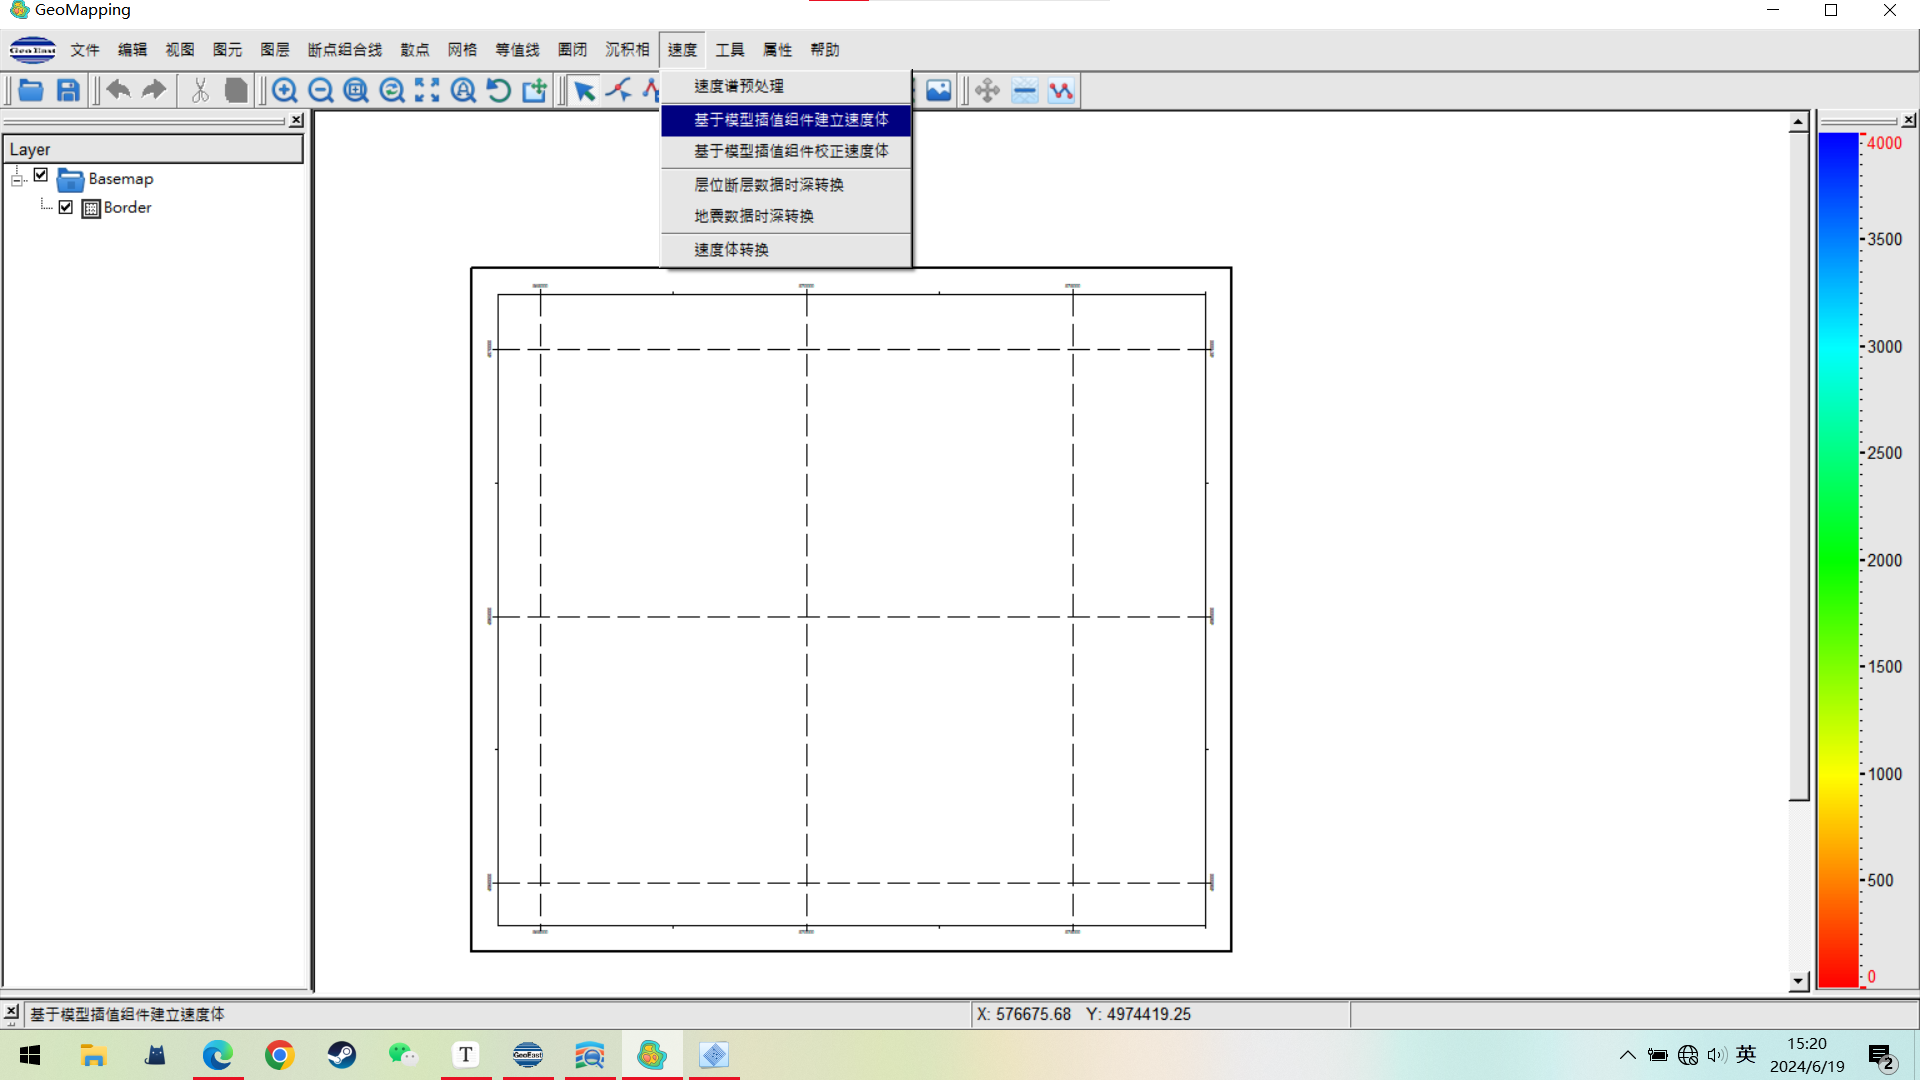 GeoMapping
Geo East 文件 编辑 视图 图元 图层 断点组合线 散点 网格 等值线 圈闭 沉积相 速度 工具 属性 帮助
速度谱预处理
基于模型插值组件建立速度体
基于模型插值组件校正速度体
层位断层数据时深转换
地震数据时深转换
速度体转换
Layer
Basemap
Border
4000
3500
3000
2500
2000
1500
1000
500
0
基于模型插值组件建立速度体 X: 576675.68 Y: 4974419.25
T
GeoEast
英
15:20
2024/6/19
2